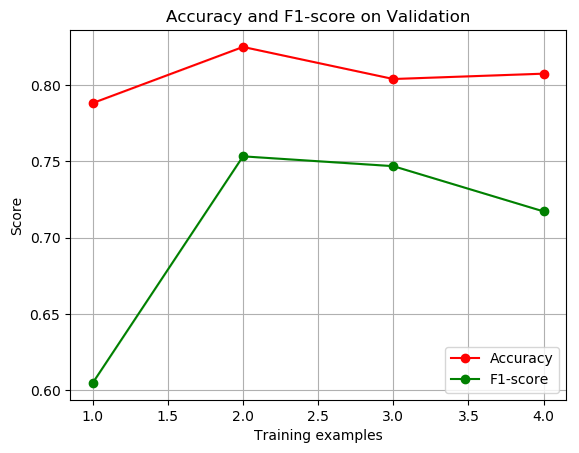 Accuracy and F1-score on Validation
Score
0.80
0.75
0.70
0.65
0.60
1.0 1.5 2.0 2.5 3.0 3.5 4.0
Training examples
Accuracy
F1-score